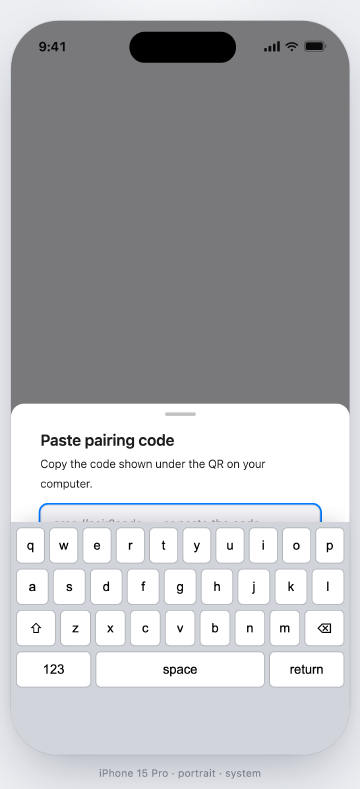 9:41
Paste pairing code
Copy the code shown under the QR on your
computer.
q w e r t y u i o p
a s d f g h j k l
z x c v b n m
123 space return
iPhone 15 Pro · portrait · system